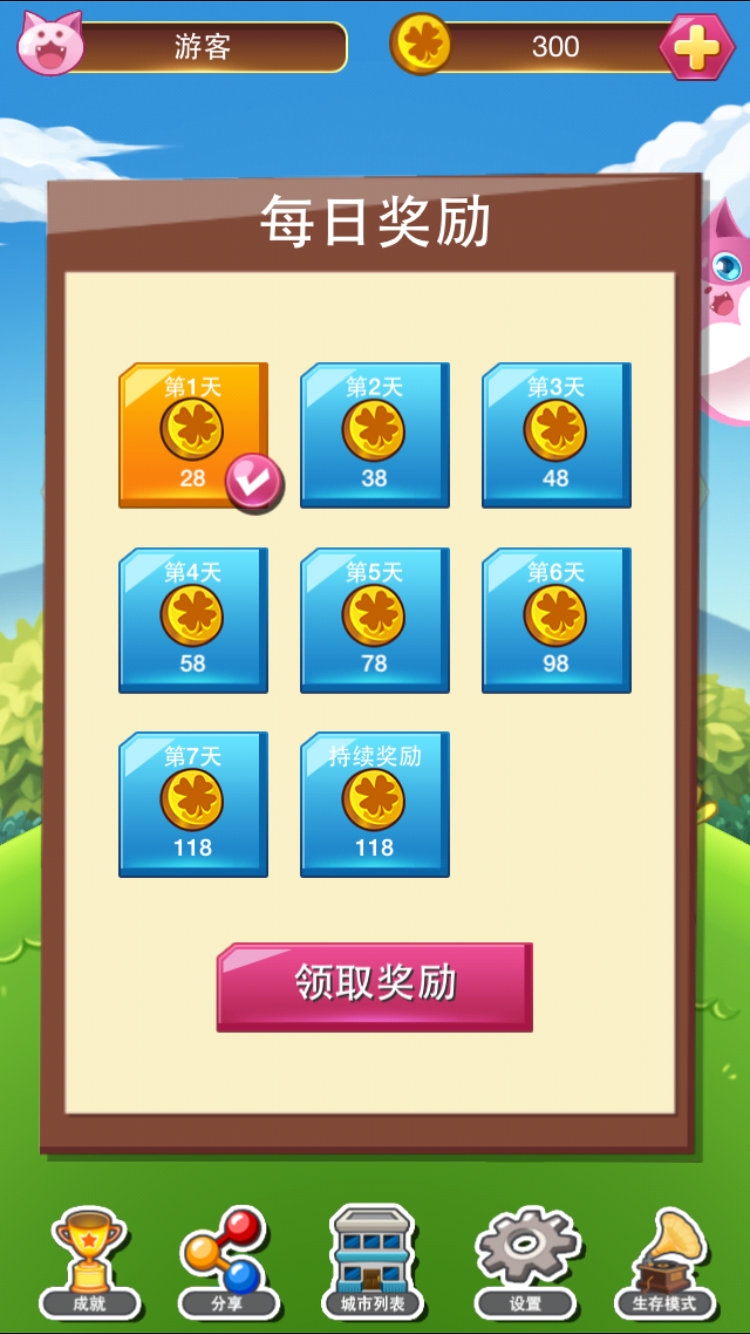 游客
300
每日奖励
第1天
28
第2天
38
第3天
48
第4天
58
第5天
78
第6天
98
第7天
118
持续奖励
118
领取奖励
成就
分享
城市列表
设置
生存模式